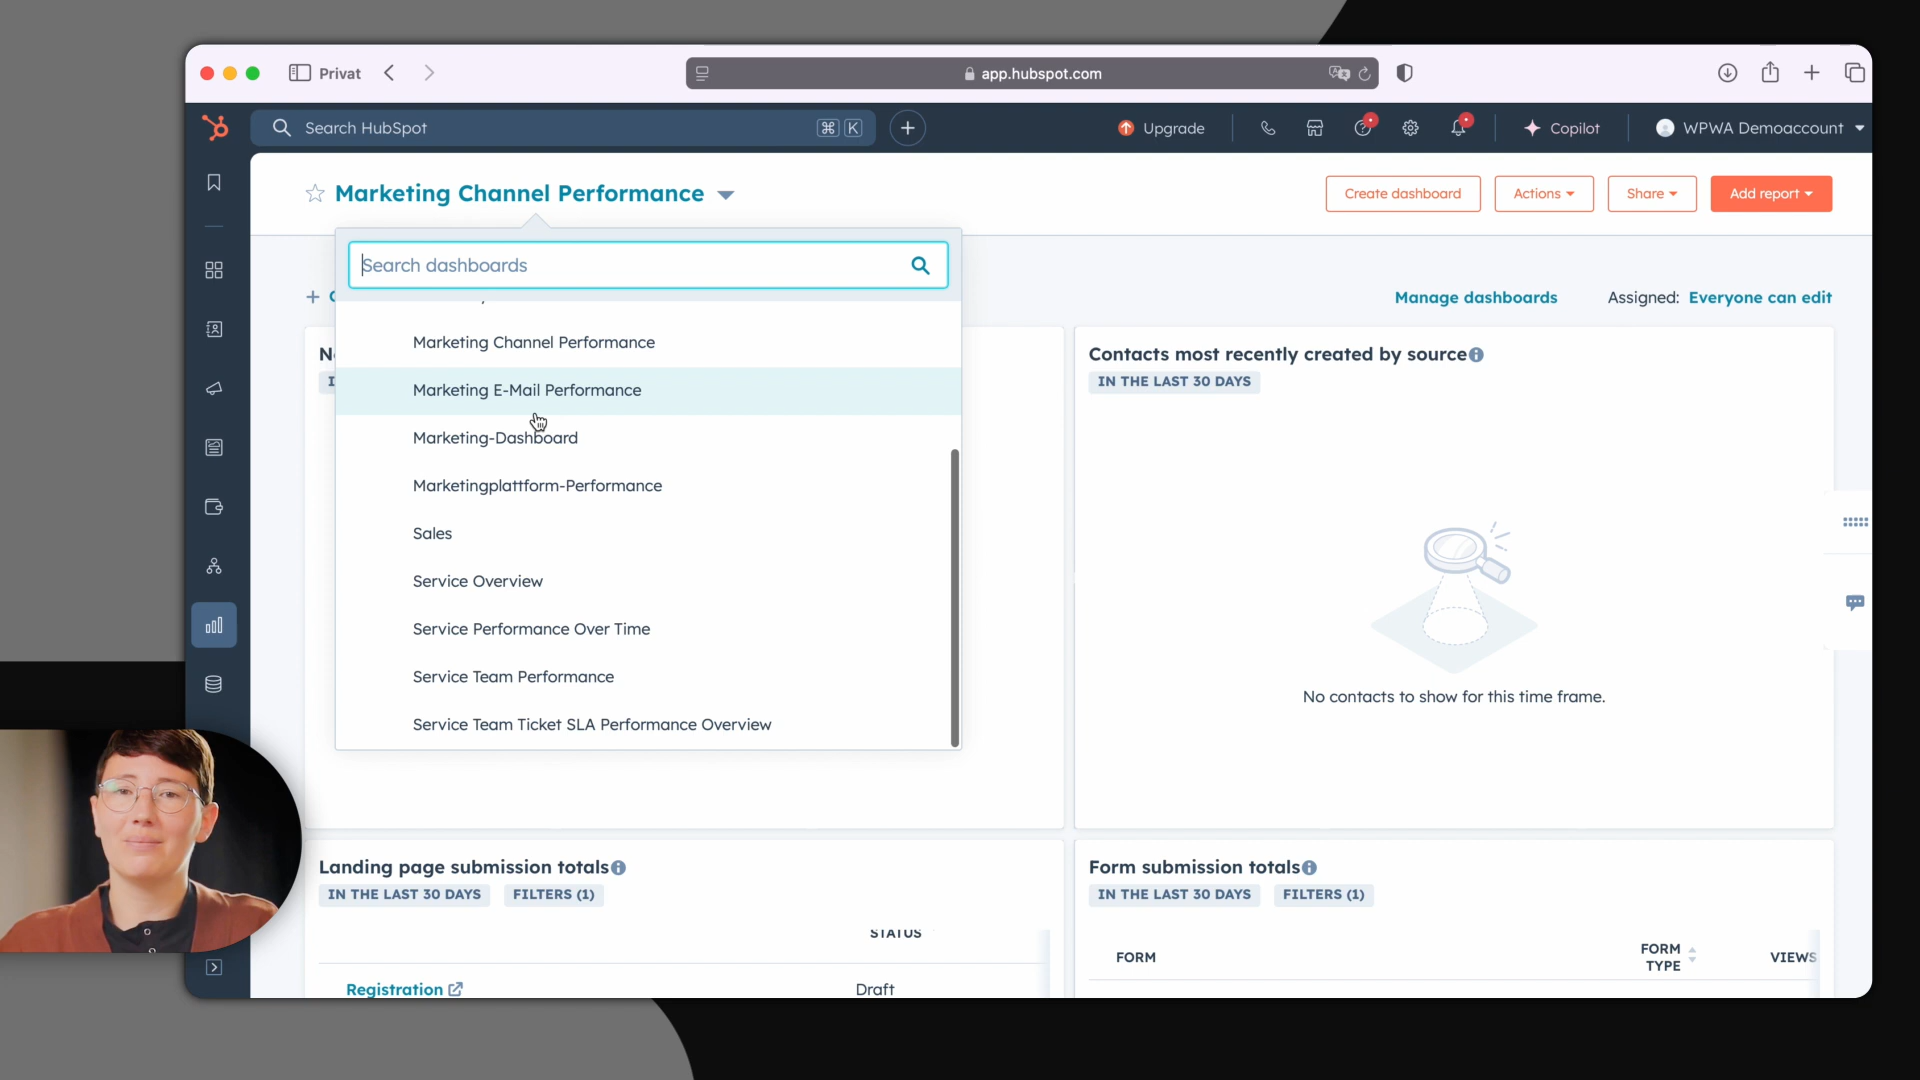 Privat
app.hubspot.com
Search HubSpot
⌘ K
Upgrade
Copilot
WPWA Demoaccount
Marketing Channel Performance
Create dashboard
Actions
Share
Add report
Search dashboards
Manage dashboards
Assigned: Everyone can edit
Marketing Channel Performance
Marketing E-Mail Performance
Marketing-Dashboard
Marketingplattform-Performance
Sales
Service Overview
Service Performance Over Time
Service Team Performance
Service Team Ticket SLA Performance Overview
Contacts most recently created by source
IN THE LAST 30 DAYS
No contacts to show for this time frame.
Landing page submission totals
IN THE LAST 30 DAYS
FILTERS (1)
STATUS
Registration
Draft
Form submission totals
IN THE LAST 30 DAYS
FILTERS (1)
FORM
FORM TYPE
VIEWS